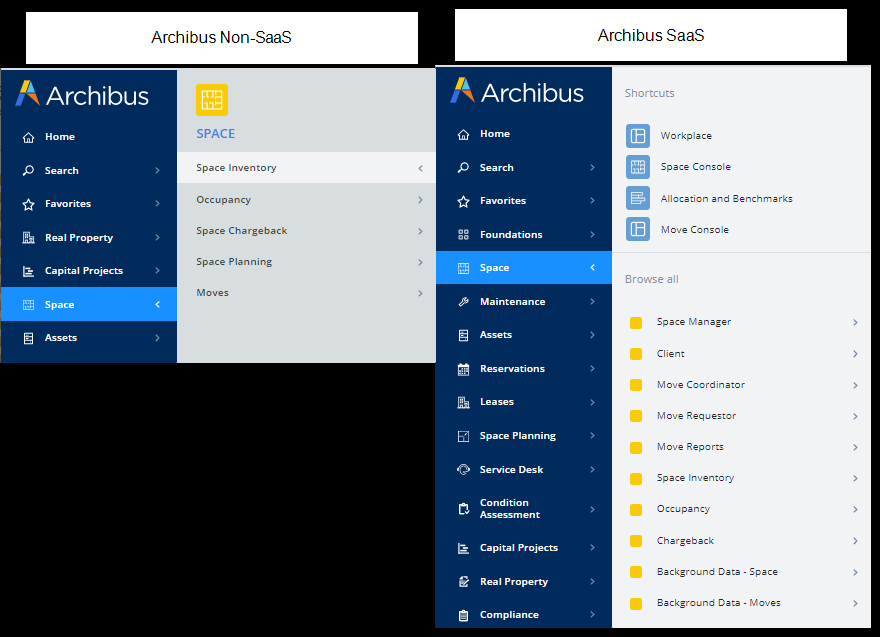 Archibus Non-SaaS
Archibus
Home
Search
Favorites
Real Property
Capital Projects
Space
Assets
SPACE
Space Inventory
Occupancy
Space Chargeback
Space Planning
Moves
Archibus SaaS
Archibus
Home
Search
Favorites
Foundations
Space
Maintenance
Assets
Reservations
Leases
Space Planning
Service Desk
Condition
Assessment
Capital Projects
Real Property
Compliance
Shortcuts
Workplace
Space Console
Allocation and Benchmarks
Move Console
Browse all
Space Manager
Client
Move Coordinator
Move Requestor
Move Reports
Space Inventory
Occupancy
Chargeback
Background Data - Space
Background Data - Moves